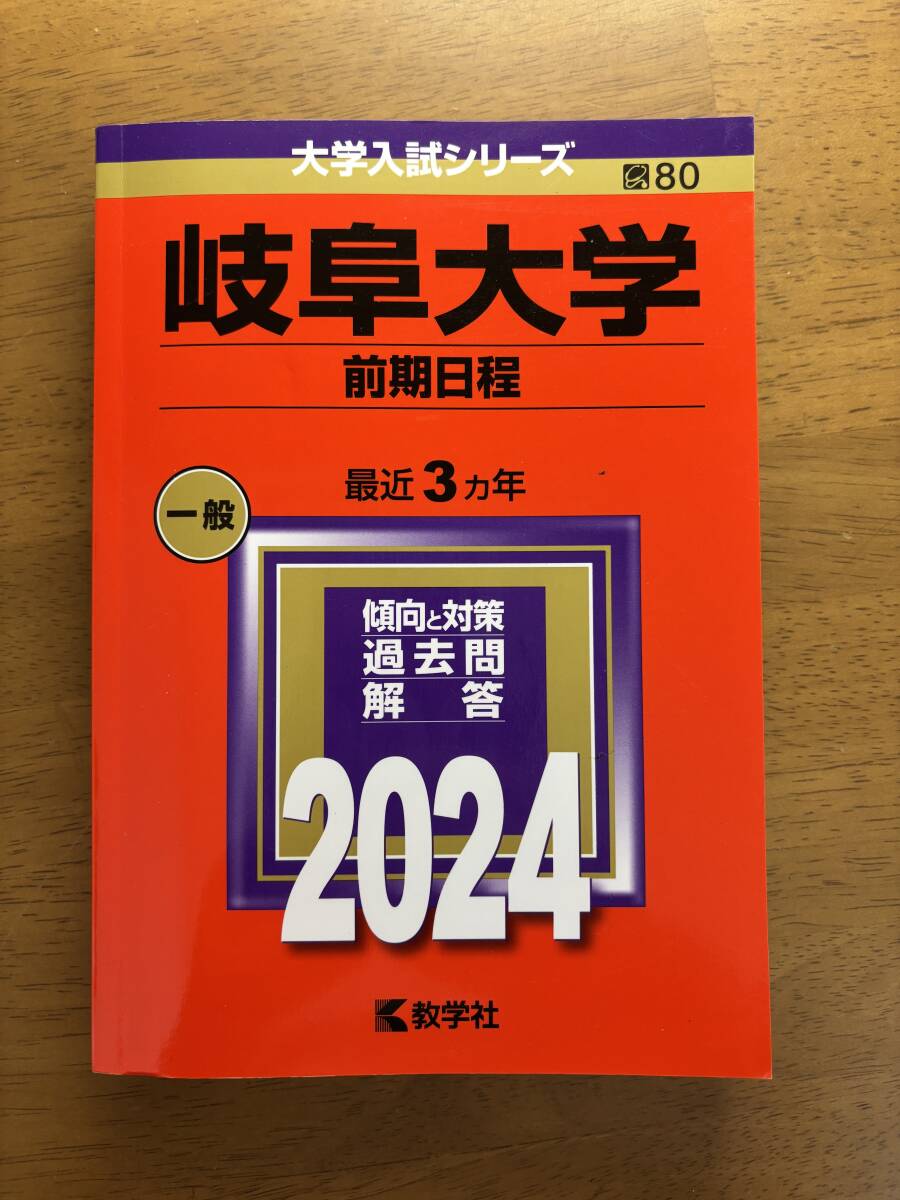 大学入試シリーズ
80
岐阜大学
前期日程
最近3カ年
一般
傾向と対策
過去問
解答
2024
教学社